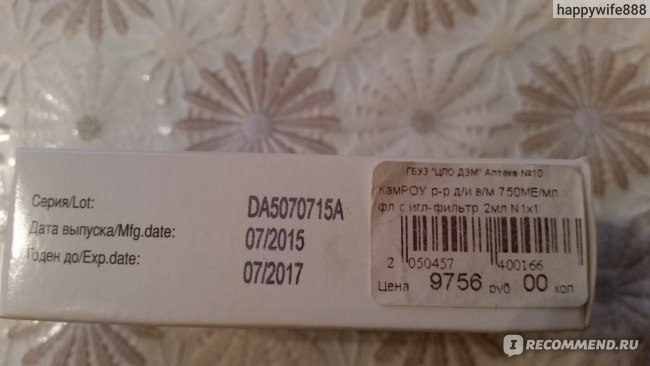 happywife888
Серия/Lot: DA5070715A
Дата выпуска/Mfg.date: 07/2015
Годен до/Exp.date: 07/2017
ГБУЗ "ЦЛО ДЗМ" Аптека №10
КамРОУ р-р д/и в/м 750МЕ/мл
фл с игл-фильтр 2мл N1x1
2 050457 400166
Цена 9756 руб 00 коп
I RECOMMEND.RU